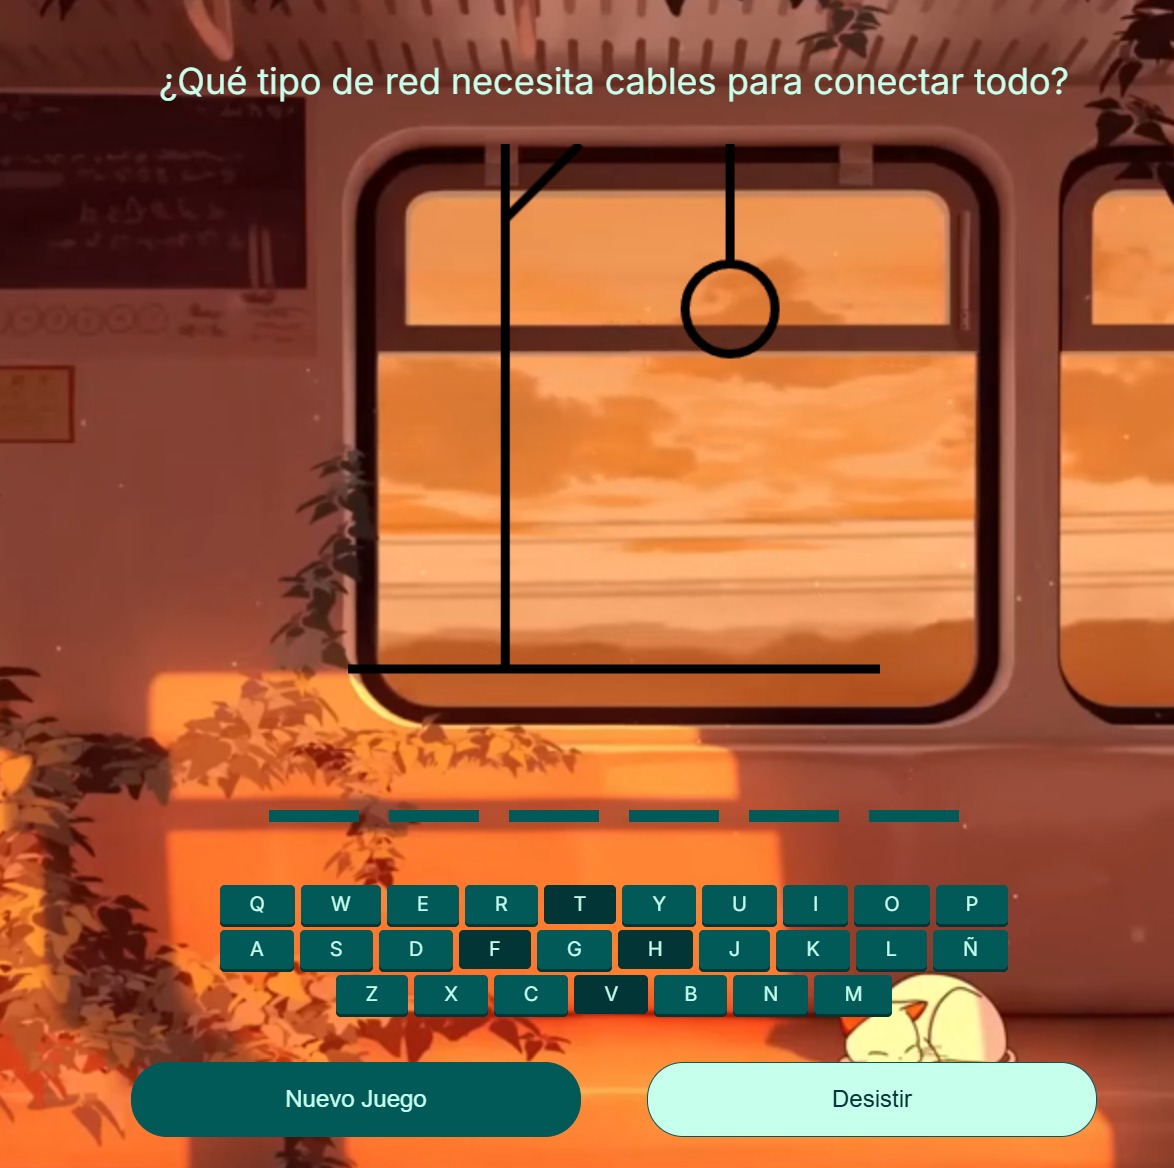 ¿Qué tipo de red necesita cables para conectar todo?
Q W E R T Y U I O P
A S D F G H J K L Ñ
Z X C V B N M
Nuevo Juego Desistir